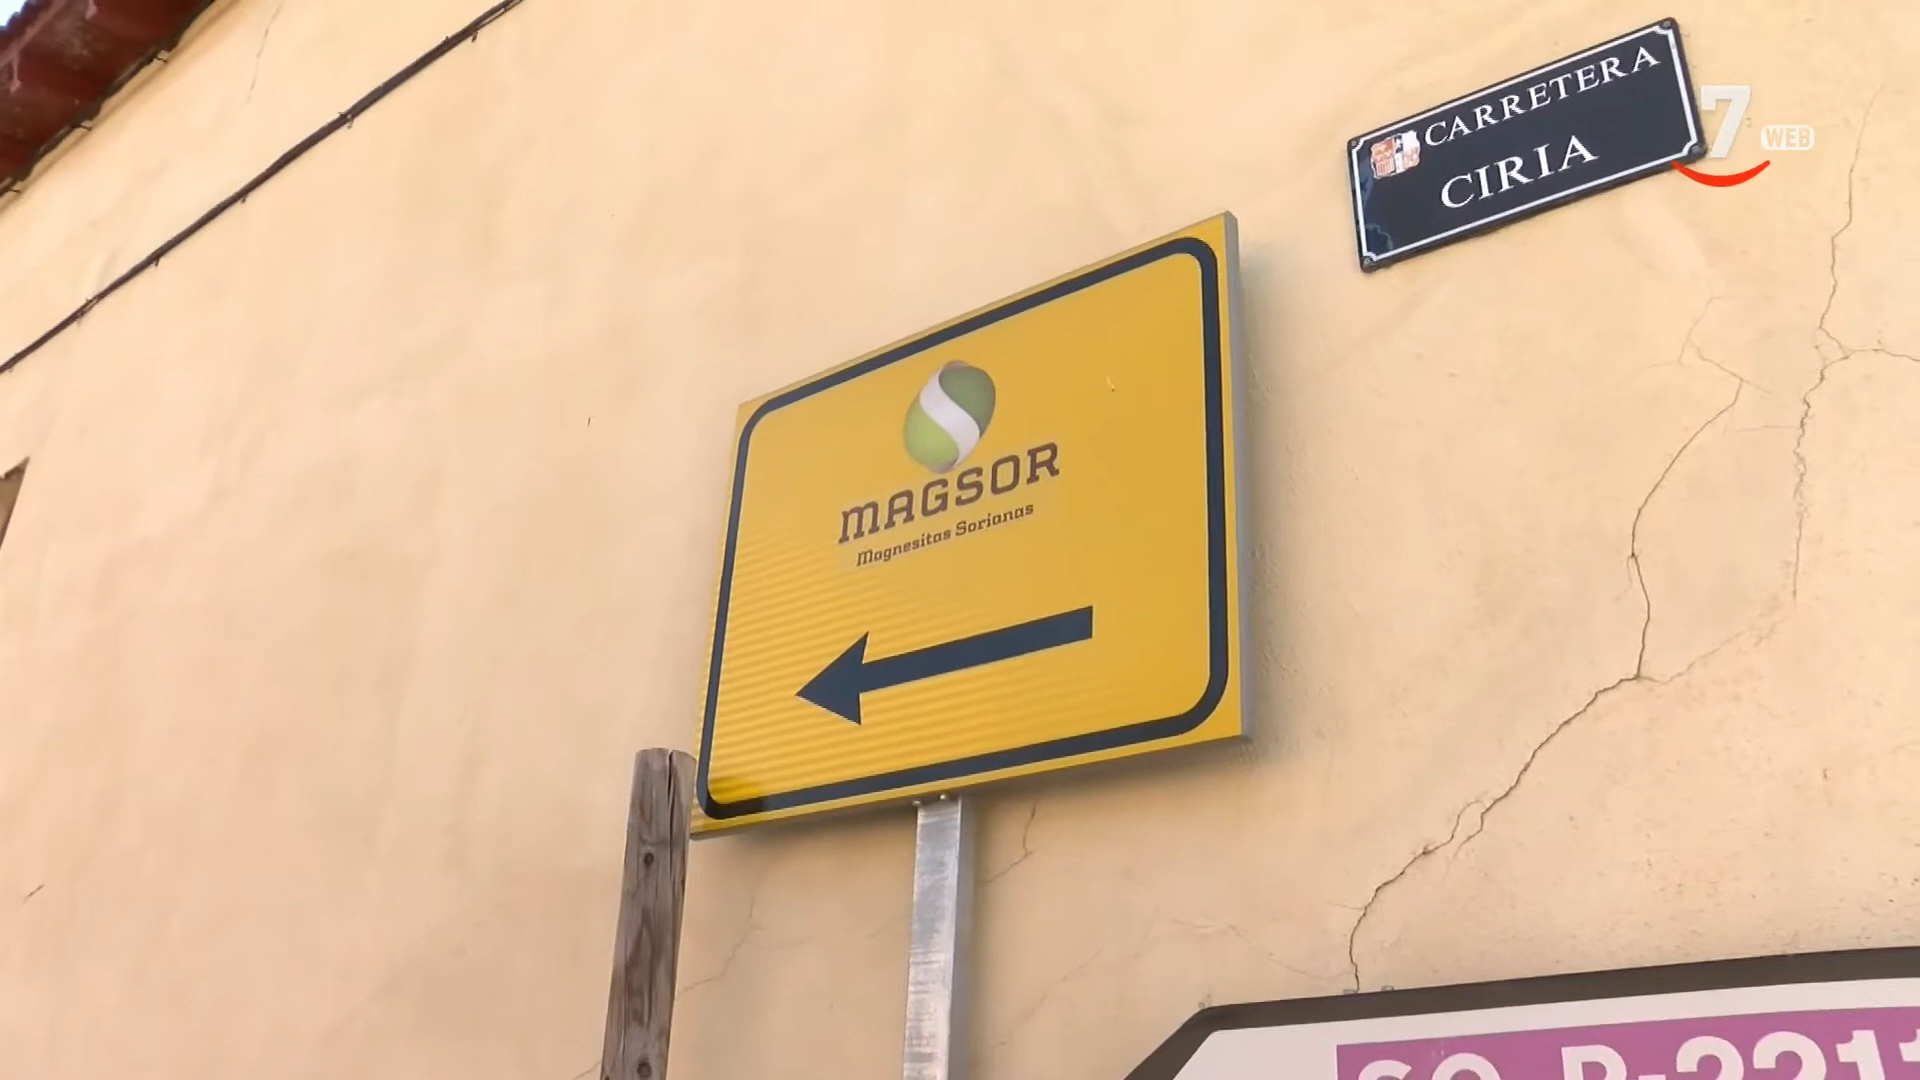 CARRETERA
CIRIA
7 WEB
MAGSOR
Magnesitas Sorianas
SO P-2211